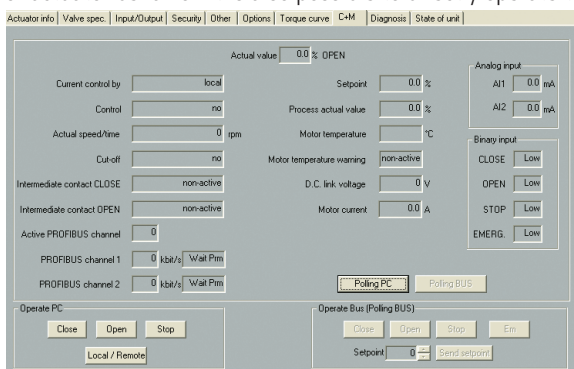 Actuator info Valve spec. Input/Output Security Other Options Torque curve C+M Diagnosis State of unit
Actual value 0.0 % OPEN
Current control by local
Control no
Actual speed/time 0 rpm
Cut-off no
Intermediate contact CLOSE non-active
Intermediate contact OPEN non-active
Active PROFIBUS channel 0
PROFIBUS channel 1 0 kbit/s Wait Prm
PROFIBUS channel 2 0 kbit/s Wait Prm
Setpoint 0.0 %
Process actual value 0.0 %
Motor temperature °C
Motor temperature warning non-active
D.C. link voltage 0 V
Motor current 0.0 A
Analog input
AI1 0.0 mA
AI2 0.0 mA
Binary input
CLOSE Low
OPEN Low
STOP Low
EMERG. Low
Polling PC Polling BUS
Operate PC
Close Open Stop
Local / Remote
Operate Bus (Polling BUS)
Close Open Stop Em
Setpoint 0 Send setpoint